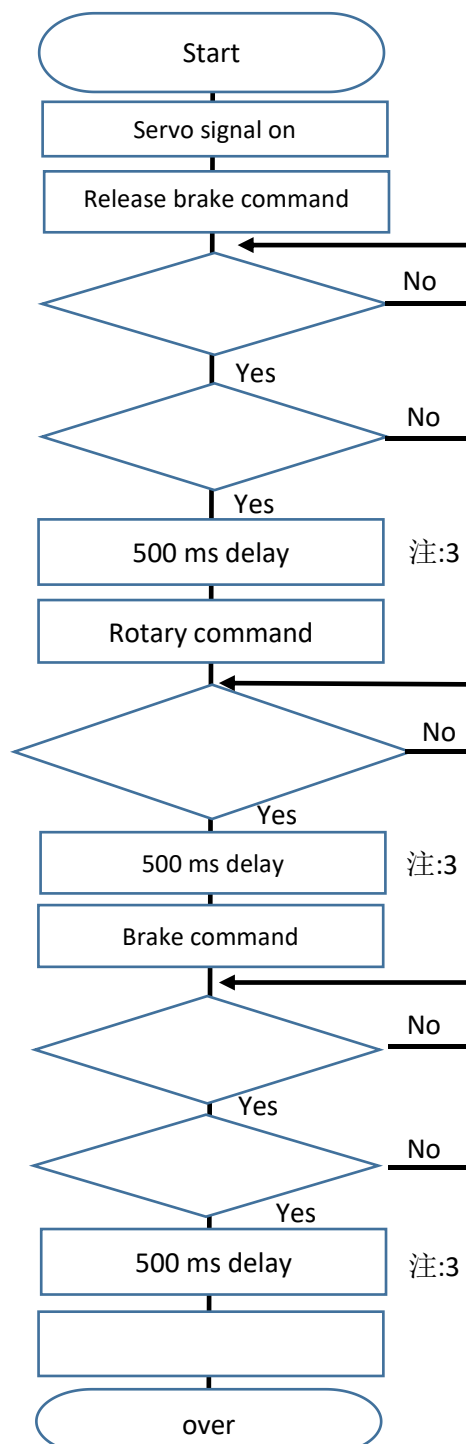 Start
Servo signal on
Release brake command
No
Yes
No
Yes
500 ms delay 注:3
Rotary command
No
Yes
500 ms delay 注:3
Brake command
No
Yes
No
Yes
500 ms delay 注:3
over